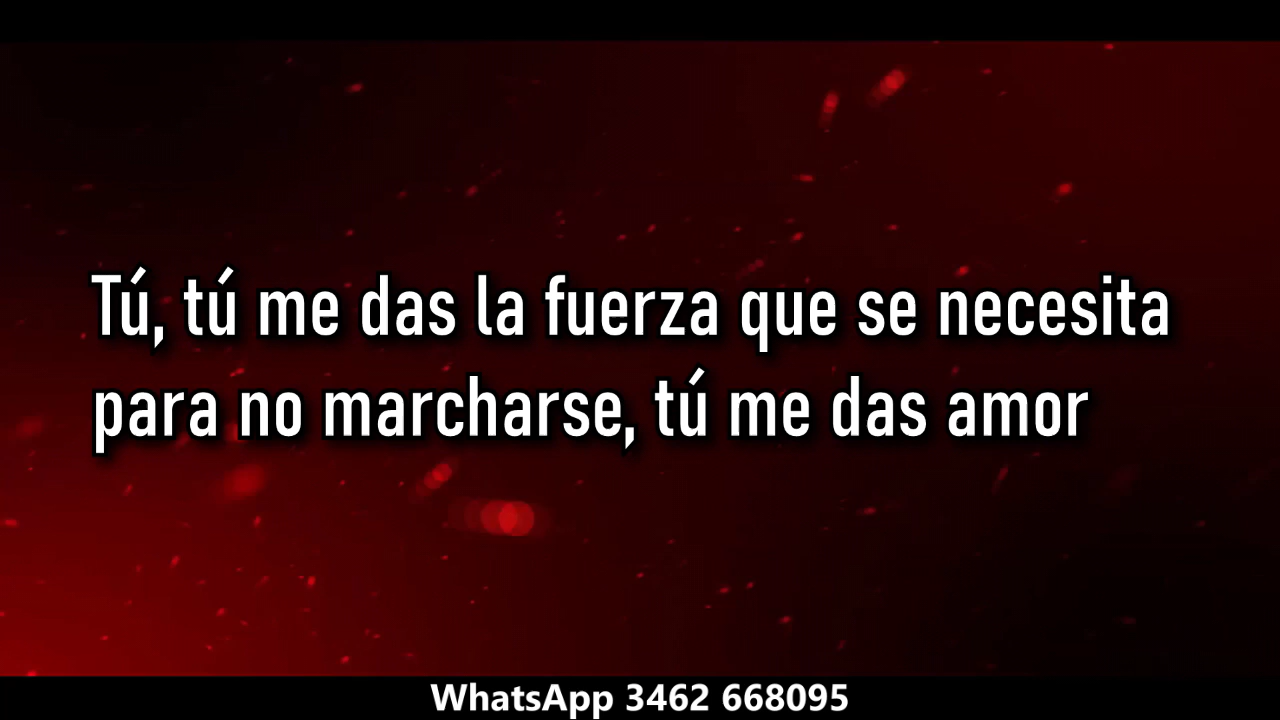 Tú, tú me das la fuerza que se necesita
para no marcharse, tú me das amor
WhatsApp 3462 668095